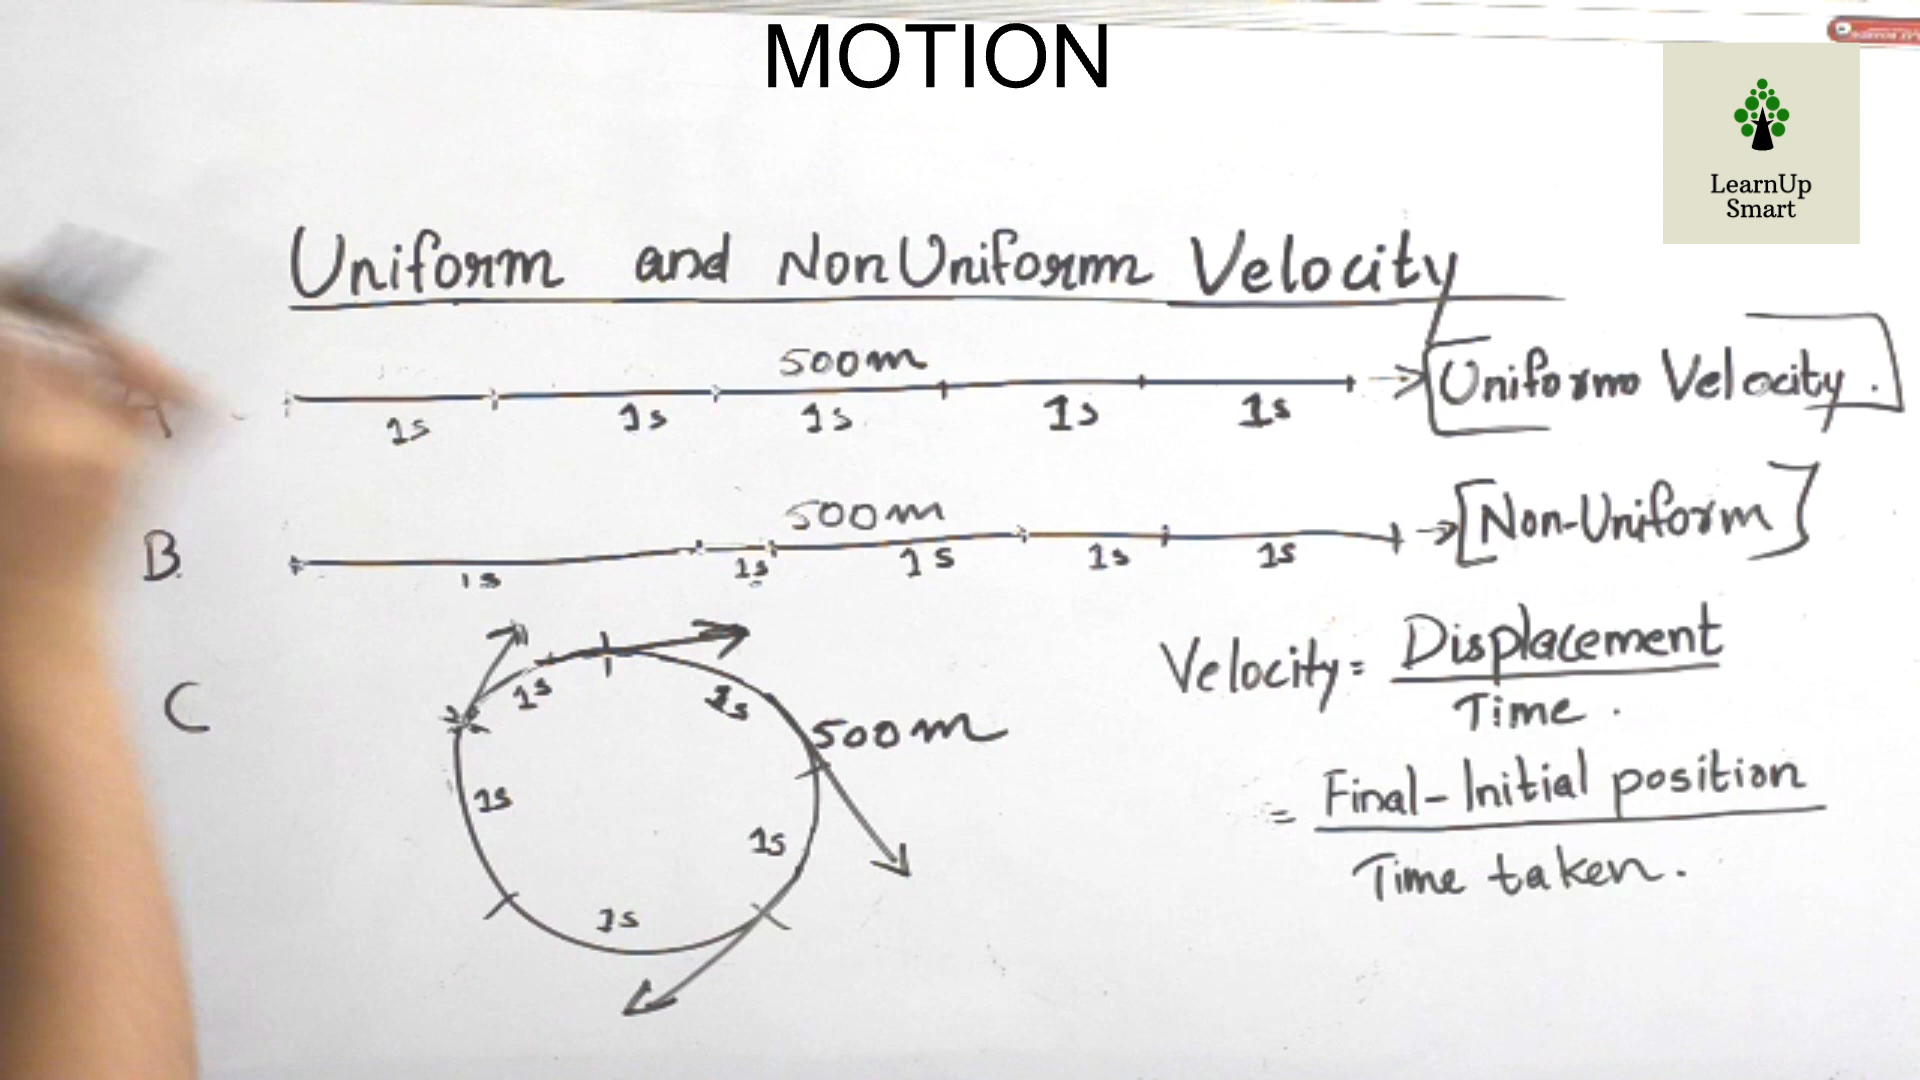 MOTION
LearnUp
Smart
Uniform and NonUniform Velocity
500m
1s 1s 1s 1s 1s
→ Uniform Velocity.
A
500m
B 1s 1s 1s 1s 1s
→ [Non-Uniform]
C
1s
1s
500m
1s
1s
1s
Velocity = Displacement
Time.
= Final - Initial position
Time taken.